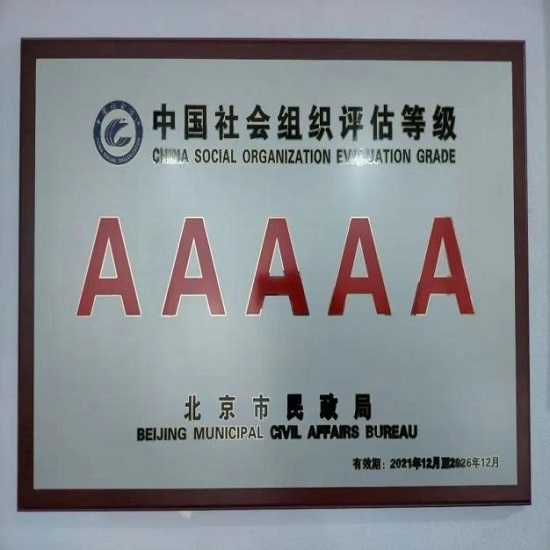 中国社会组织评估等级
CHINA SOCIAL ORGANIZATION EVALUATION GRADE
AAAAA
北京市民政局
BEIJING MUNICIPAL CIVIL AFFAIRS BUREAU
有效期：2021年12月至2026年12月